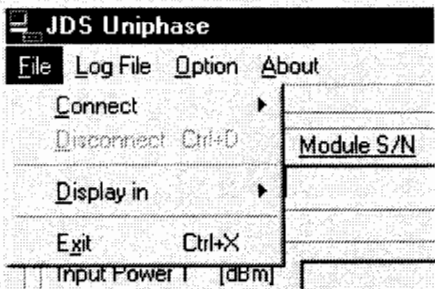 JDS Uniphase
File Log File Option About
Connect
Disconnect Ctrl+D
Module S/N
Display in
Exit Ctrl+X
Input Power 1 [dBm]